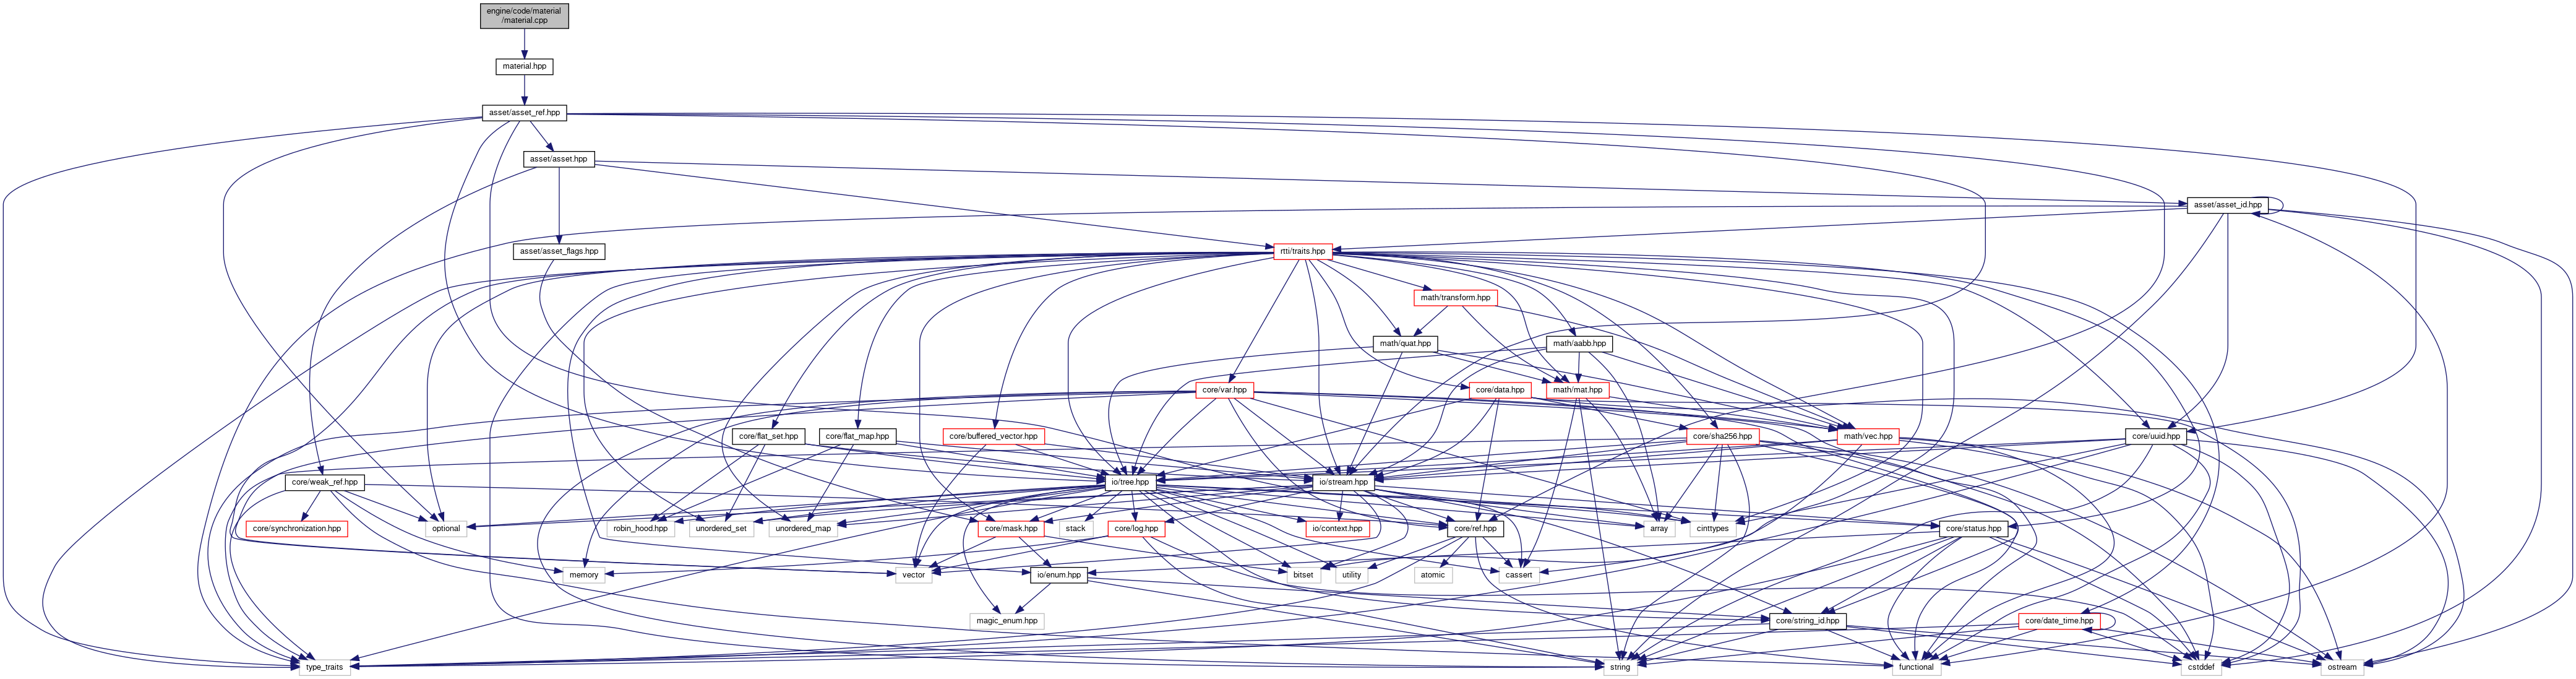 engine/code/material
/material.cpp
material.hpp
asset/asset_ref.hpp
asset/asset.hpp
asset/asset_id.hpp
asset/asset_flags.hpp
rtti/traits.hpp
math/transform.hpp
math/quat.hpp
math/aabb.hpp
core/var.hpp
core/data.hpp
math/mat.hpp
core/flat_set.hpp
core/flat_map.hpp
core/buffered_vector.hpp
core/sha256.hpp
math/vec.hpp
core/uuid.hpp
core/weak_ref.hpp
io/tree.hpp
io/stream.hpp
core/synchronization.hpp
optional
robin_hood.hpp
unordered_set
unordered_map
core/mask.hpp
stack
core/log.hpp
io/context.hpp
core/ref.hpp
array
cinttypes
core/status.hpp
memory
vector
io/enum.hpp
bitset
utility
atomic
cassert
magic_enum.hpp
core/string_id.hpp
core/date_time.hpp
type_traits
string
functional
cstddef
ostream